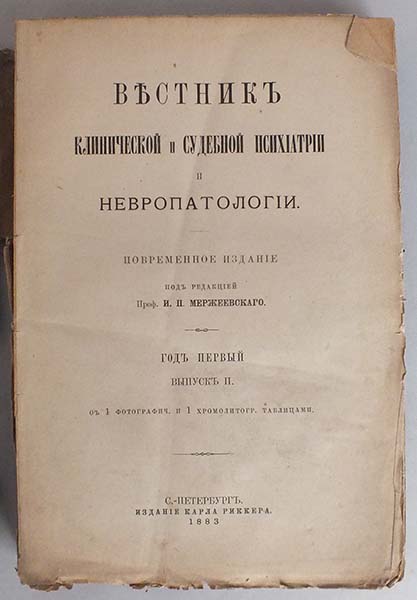 ВѢСТНИКЪ
КЛИНИЧЕСКОЙ и СУДЕБНОЙ ПСИХІАТРІИ
И
НЕВРОПАТОЛОГІИ.
ПОВРЕМЕННОЕ ИЗДАНІЕ
ПОДЪ РЕДАКЦІЕЙ
Проф. И. П. МЕРЖЕЕВСКАГО.
ГОДЪ ПЕРВЫЙ
ВЫПУСКЪ II.
СЪ 1 ФОТОГРАФИЧ. И 1 ХРОМОЛИТОГР. ТАБЛИЦАМИ.
С.-ПЕТЕРБУРГЪ.
ИЗДАНІЕ КАРЛА РИККЕРА.
1883